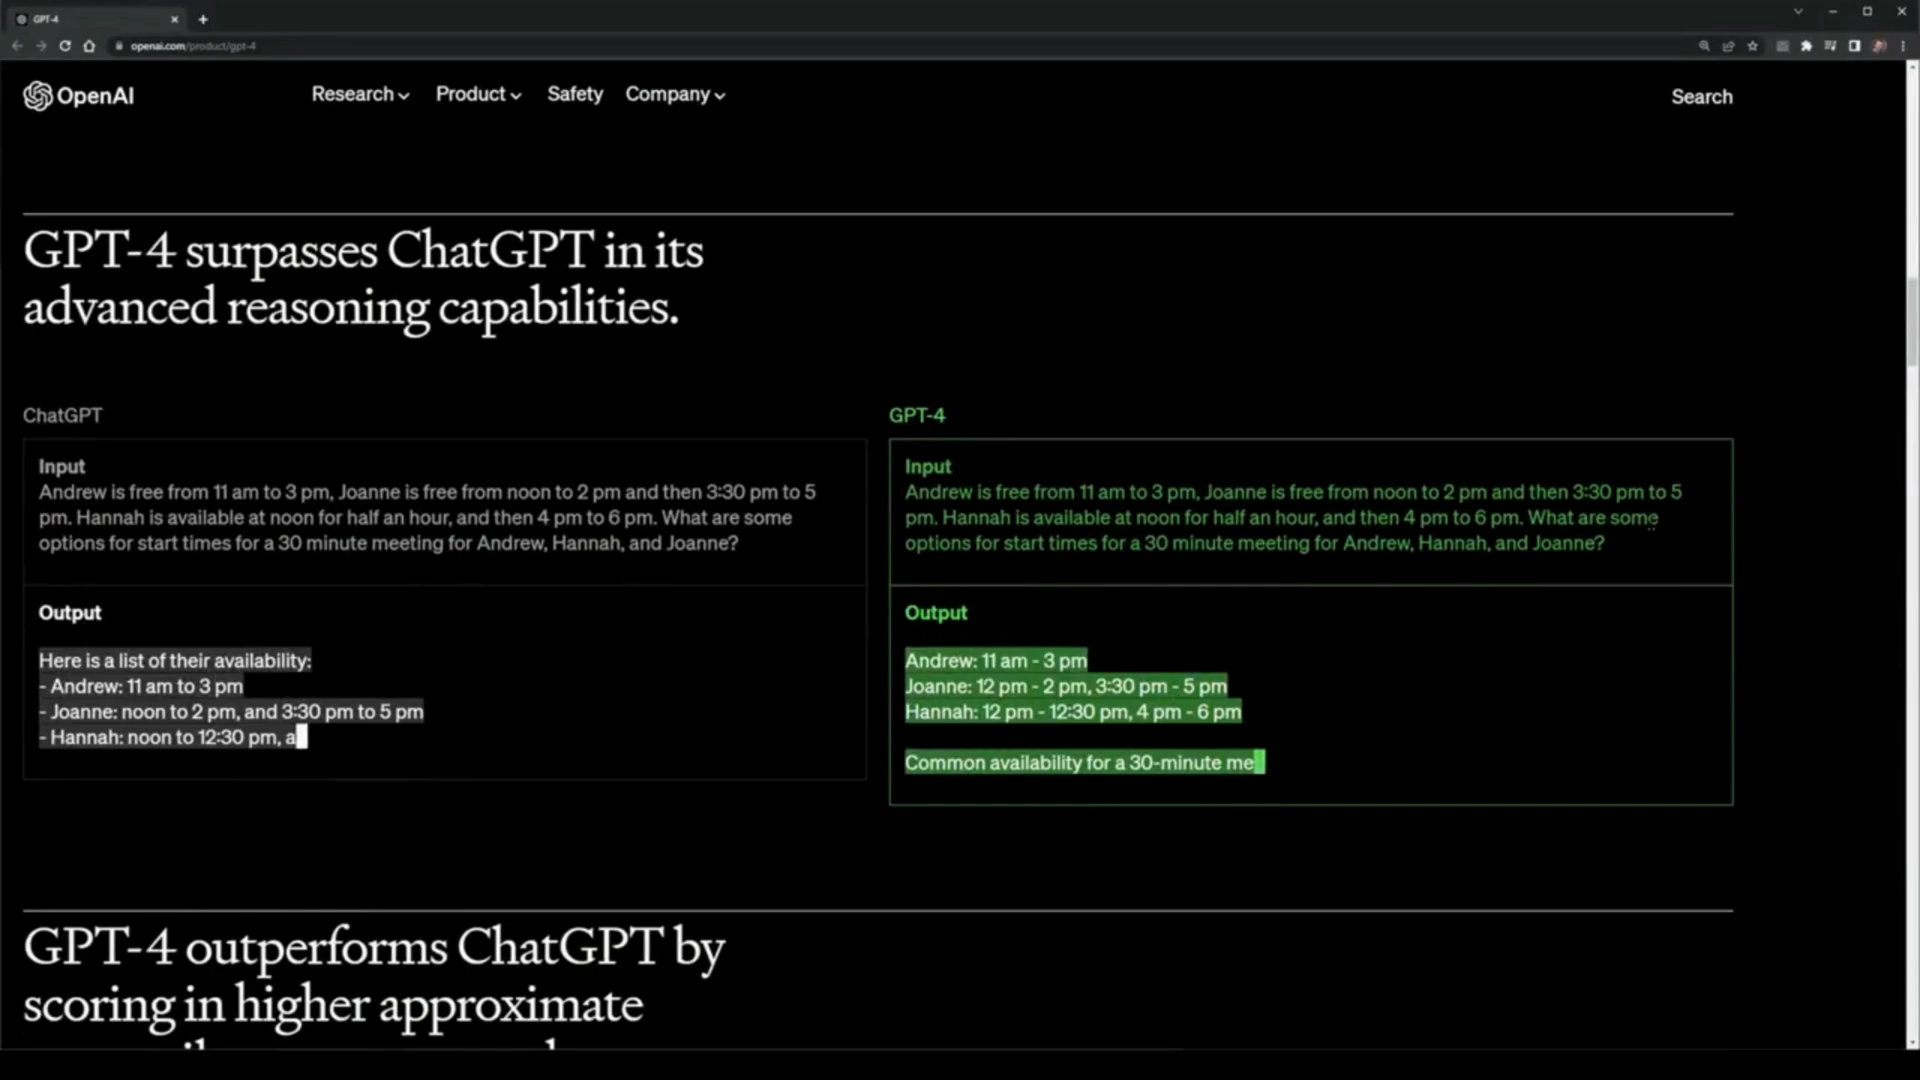 GPT-4
openai.com/product/gpt-4
OpenAI
Research
Product
Safety
Company
Search
GPT-4 surpasses ChatGPT in its
advanced reasoning capabilities.
ChatGPT
Input
Andrew is free from 11 am to 3 pm, Joanne is free from noon to 2 pm and then 3:30 pm to 5
pm. Hannah is available at noon for half an hour, and then 4 pm to 6 pm. What are some
options for start times for a 30 minute meeting for Andrew, Hannah, and Joanne?
Output
Here is a list of their availability:
- Andrew: 11 am to 3 pm
- Joanne: noon to 2 pm, and 3:30 pm to 5 pm
- Hannah: noon to 12:30 pm, a
GPT-4
Input
Andrew is free from 11 am to 3 pm, Joanne is free from noon to 2 pm and then 3:30 pm to 5
pm. Hannah is available at noon for half an hour, and then 4 pm to 6 pm. What are some
options for start times for a 30 minute meeting for Andrew, Hannah, and Joanne?
Output
Andrew: 11 am - 3 pm
Joanne: 12 pm - 2 pm, 3:30 pm - 5 pm
Hannah: 12 pm - 12:30 pm, 4 pm - 6 pm
Common availability for a 30-minute me
GPT-4 outperforms ChatGPT by
scoring in higher approximate